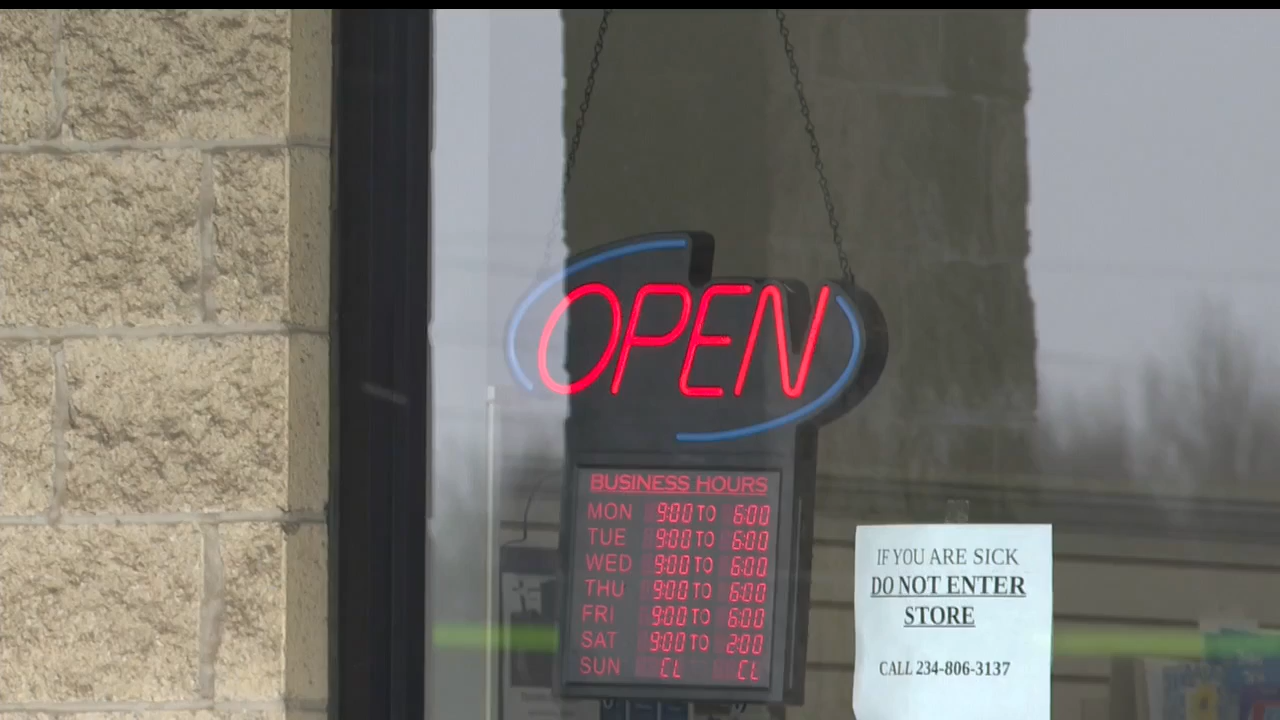 OPEN
BUSINESS HOURS
MON 9:00 TO 6:00
TUE 9:00 TO 6:00
WED 9:00 TO 6:00
THU 9:00 TO 6:00
FRI 9:00 TO 6:00
SAT 9:00 TO 2:00
SUN CL CL
IF YOU ARE SICK
DO NOT ENTER
STORE
CALL 234-806-3137